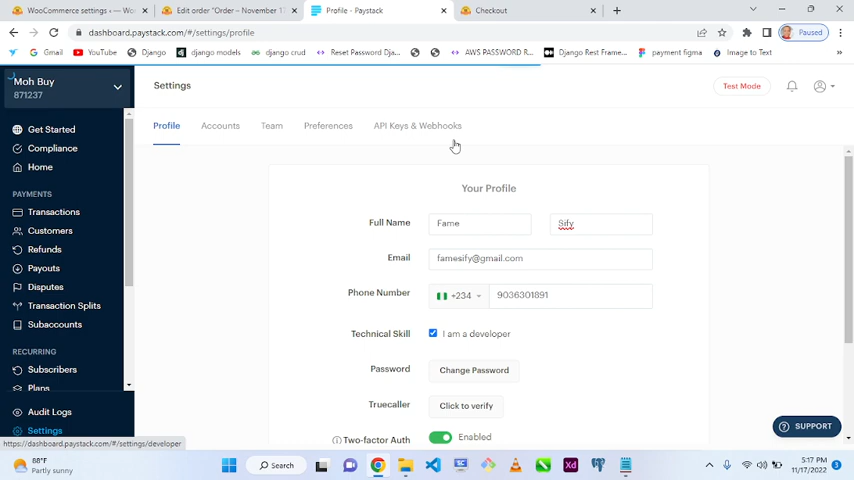 WooCommerce settings ‹ — Wo
Edit order "Order – November 17
Profile - Paystack
Checkout
dashboard.paystack.com/#/settings/profile
Paused
Gmail
YouTube
Django
django models
django crud
Reset Password Dja...
AWS PASSWORD R...
Django Rest Frame...
payment figma
Image to Text
Moh Buy
871237
Settings
Test Mode
Profile
Accounts
Team
Preferences
API Keys & Webhooks
Get Started
Compliance
Home
PAYMENTS
Transactions
Customers
Refunds
Payouts
Disputes
Transaction Splits
Subaccounts
RECURRING
Subscribers
Plans
Audit Logs
Settings
Your Profile
Full Name
Fame
Sify
Email
famesify@gmail.com
Phone Number
+234
9036301891
Technical Skill
I am a developer
Password
Change Password
Truecaller
Click to verify
Two-factor Auth
Enabled
SUPPORT
https://dashboard.paystack.com/#/settings/developer
88°F
Partly sunny
Search
5:17 PM
11/17/2022
3